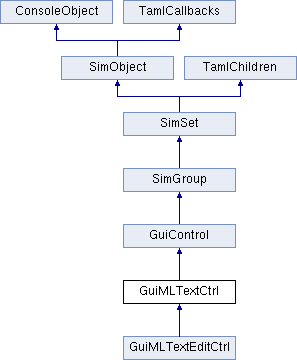 ConsoleObject TamlCallbacks
SimObject TamlChildren
SimSet
SimGroup
GuiControl
GuiMLTextCtrl
GuiMLTextEditCtrl